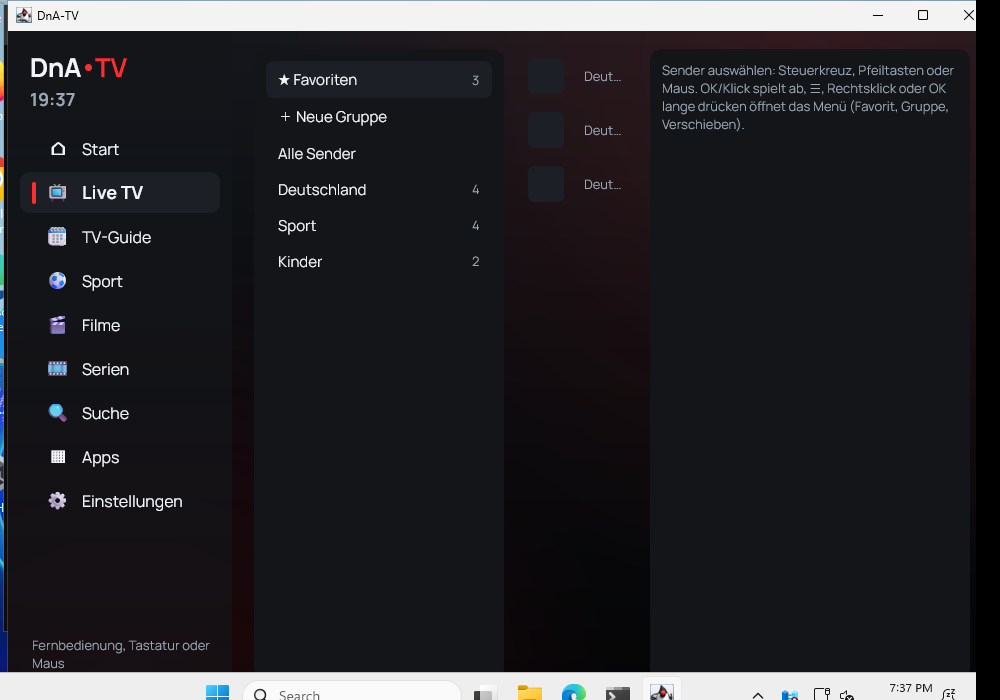 DnA-TV
DnA•TV
19:37
Start
Live TV
TV-Guide
Sport
Filme
Serien
Suche
Apps
Einstellungen
Fernbedienung, Tastatur oder
Maus
★ Favoriten 3
+ Neue Gruppe
Alle Sender
Deutschland 4
Sport 4
Kinder 2
Deut...
Deut...
Deut...
Sender auswählen: Steuerkreuz, Pfeiltasten oder
Maus. OK/Klick spielt ab, ☰, Rechtsklick oder OK
lange drücken öffnet das Menü (Favorit, Gruppe,
Verschieben).
Search
7:37 PM